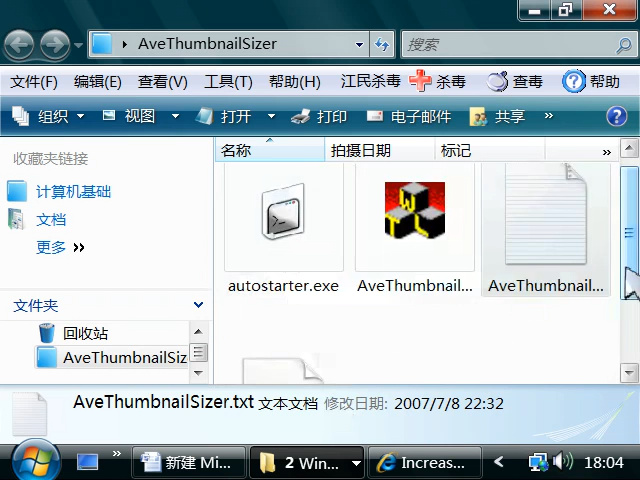 AveThumbnailSizer
搜索
文件(F) 编辑(E) 查看(V) 工具(T) 帮助(H) 江民杀毒 杀毒 查毒 帮助
组织 视图 打开 打印 电子邮件 共享 »
收藏夹链接
计算机基础
文档
更多 »
文件夹
回收站
AveThumbnailSiz
名称 拍摄日期 标记 »
autostarter.exe AveThumbnail... AveThumbnail...
AveThumbnailSizer.txt 文本文档 修改日期: 2007/7/8 22:32
» 新建 Mi... 2 Win... Increas... 18:04